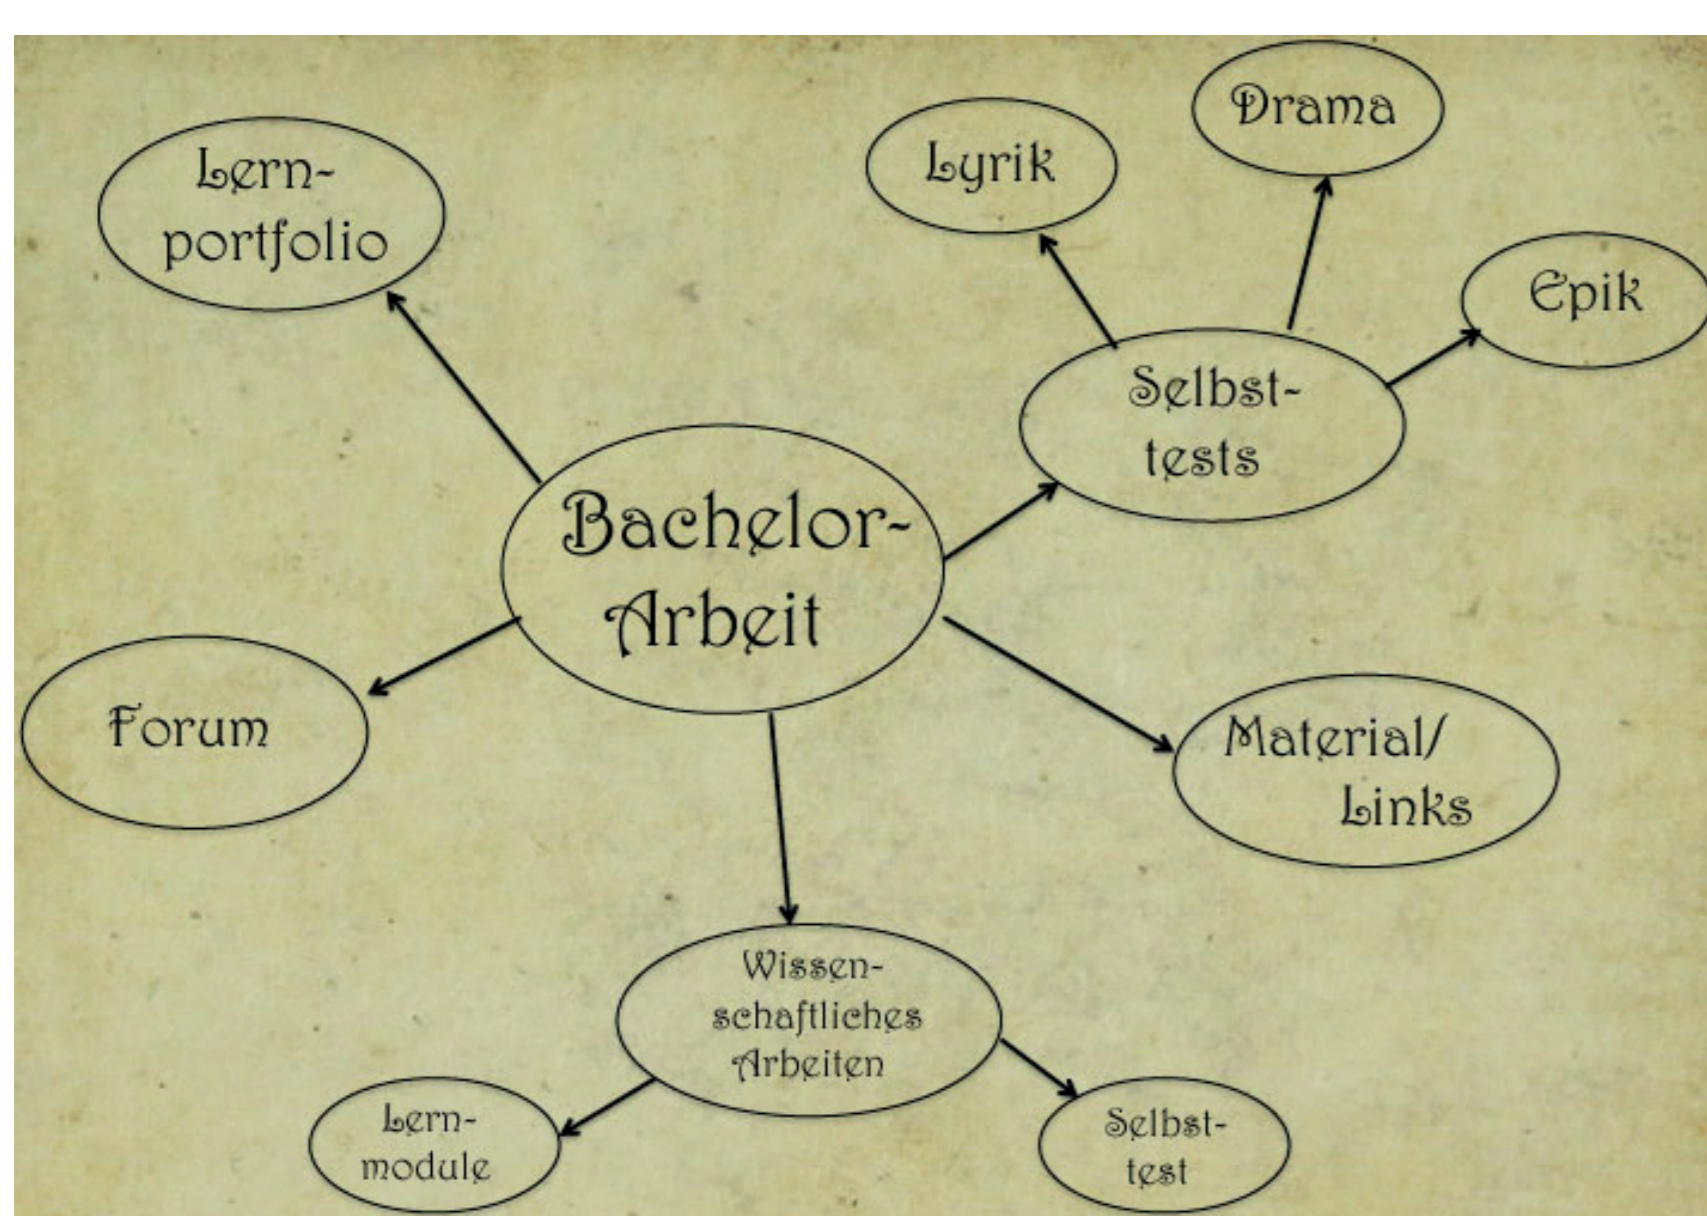 Drama
Lyrik
Lern-
portfolio
Epik
Selbst-
tests
Bachelor-
Arbeit
Forum
Material/
Links
Wissen-
schaftliches
Arbeiten
Lern-
module
Selbst-
test